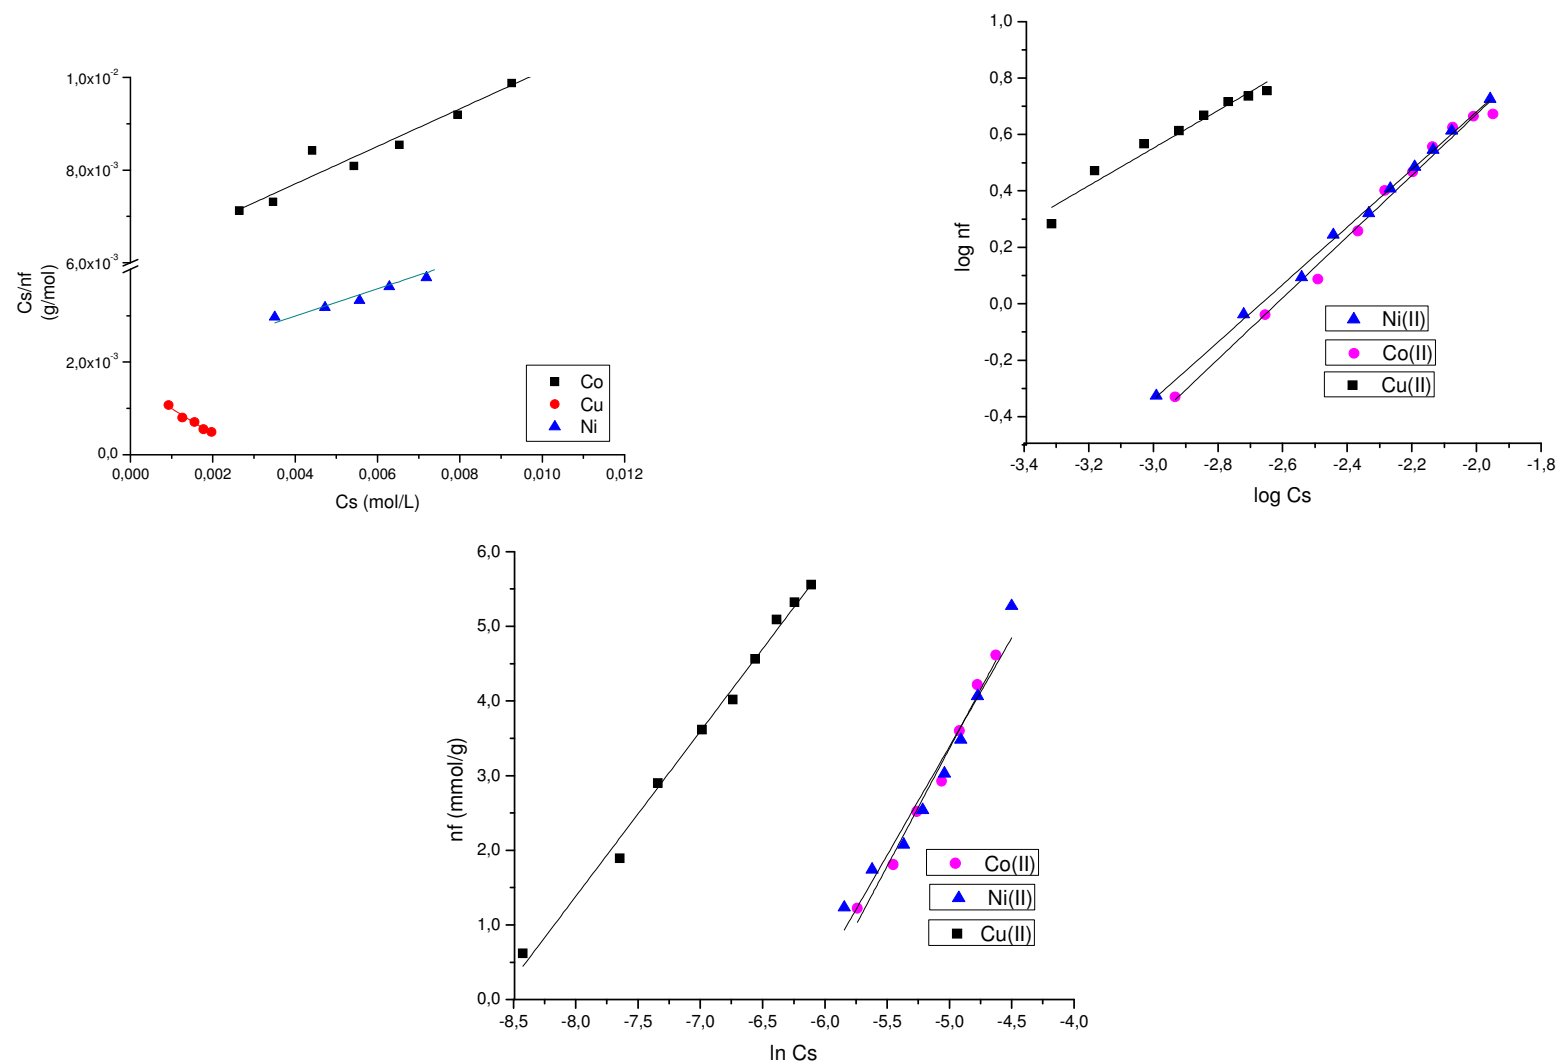 1,0x10⁻²
8,0x10⁻³
6,0x10⁻³
2,0x10⁻³
0,0
Cs/nf
(g/mol)
0,000 0,002 0,004 0,006 0,008 0,010 0,012
Cs (mol/L)
Co
Cu
Ni
1,0
0,8
0,6
0,4
0,2
0,0
-0,2
-0,4
log nf
-3,4 -3,2 -3,0 -2,8 -2,6 -2,4 -2,2 -2,0 -1,8
log Cs
Ni(II)
Co(II)
Cu(II)
6,0
5,0
4,0
3,0
2,0
1,0
0,0
nf (mmol/g)
-8,5 -8,0 -7,5 -7,0 -6,5 -6,0 -5,5 -5,0 -4,5 -4,0
ln Cs
Co(II)
Ni(II)
Cu(II)